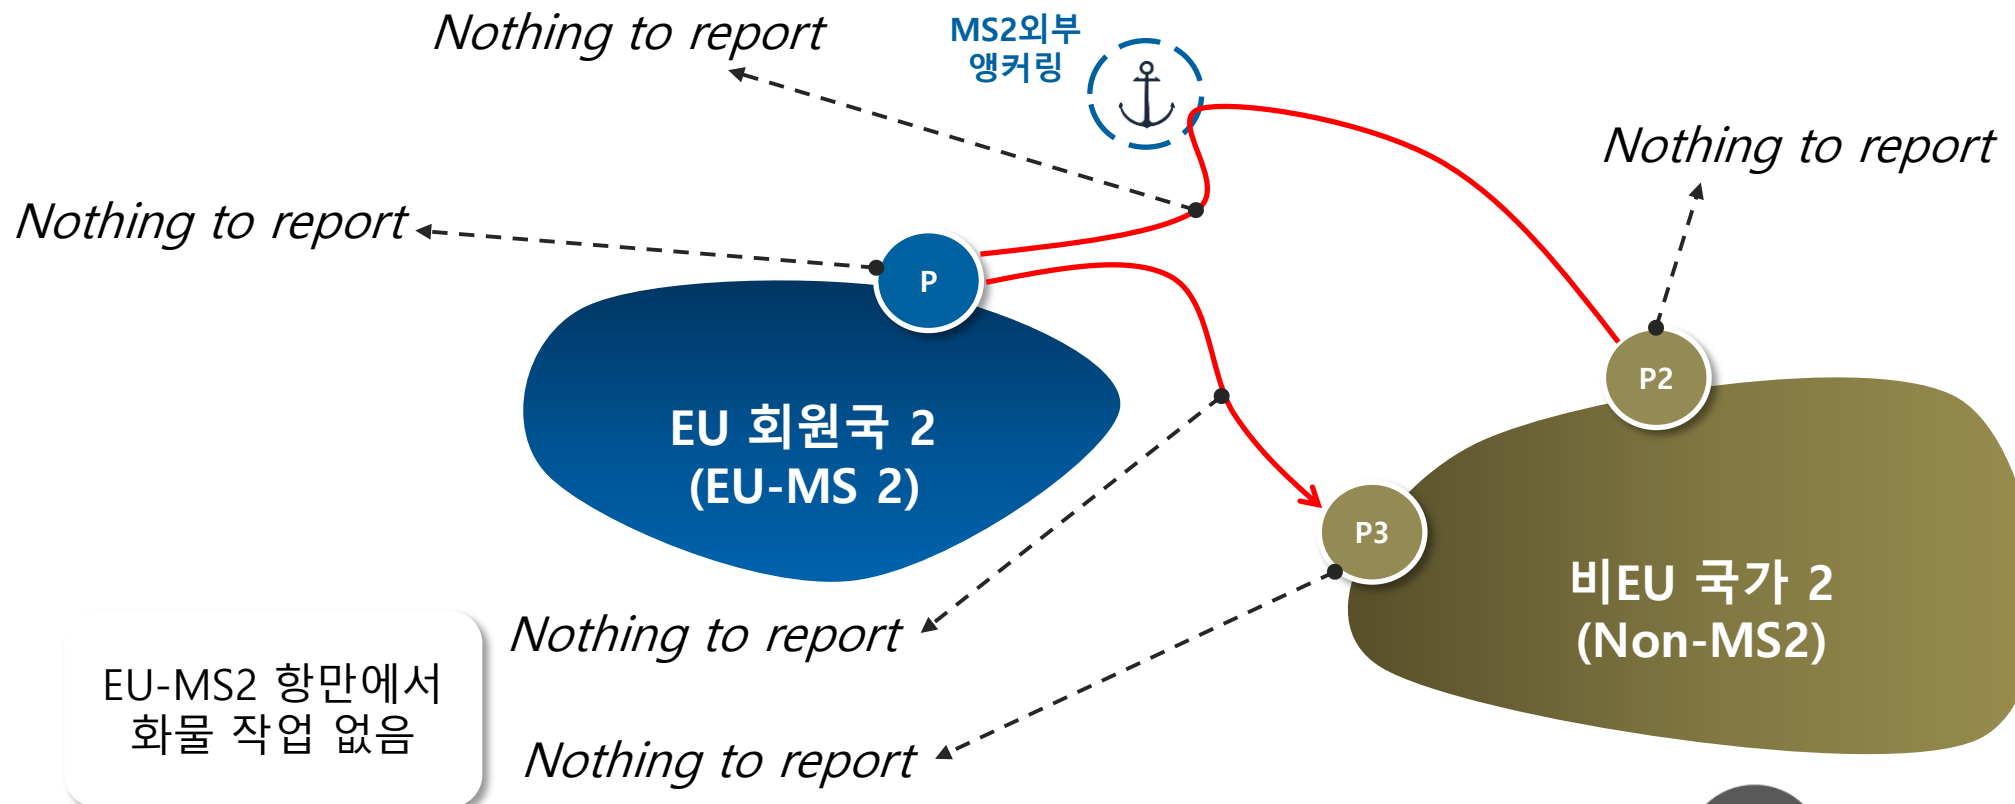 Nothing to report
MS2외부
앵커링
Nothing to report
Nothing to report
P
P2
EU 회원국 2
(EU-MS 2)
P3
비EU 국가 2
(Non-MS2)
Nothing to report
EU-MS2 항만에서
화물 작업 없음
Nothing to report